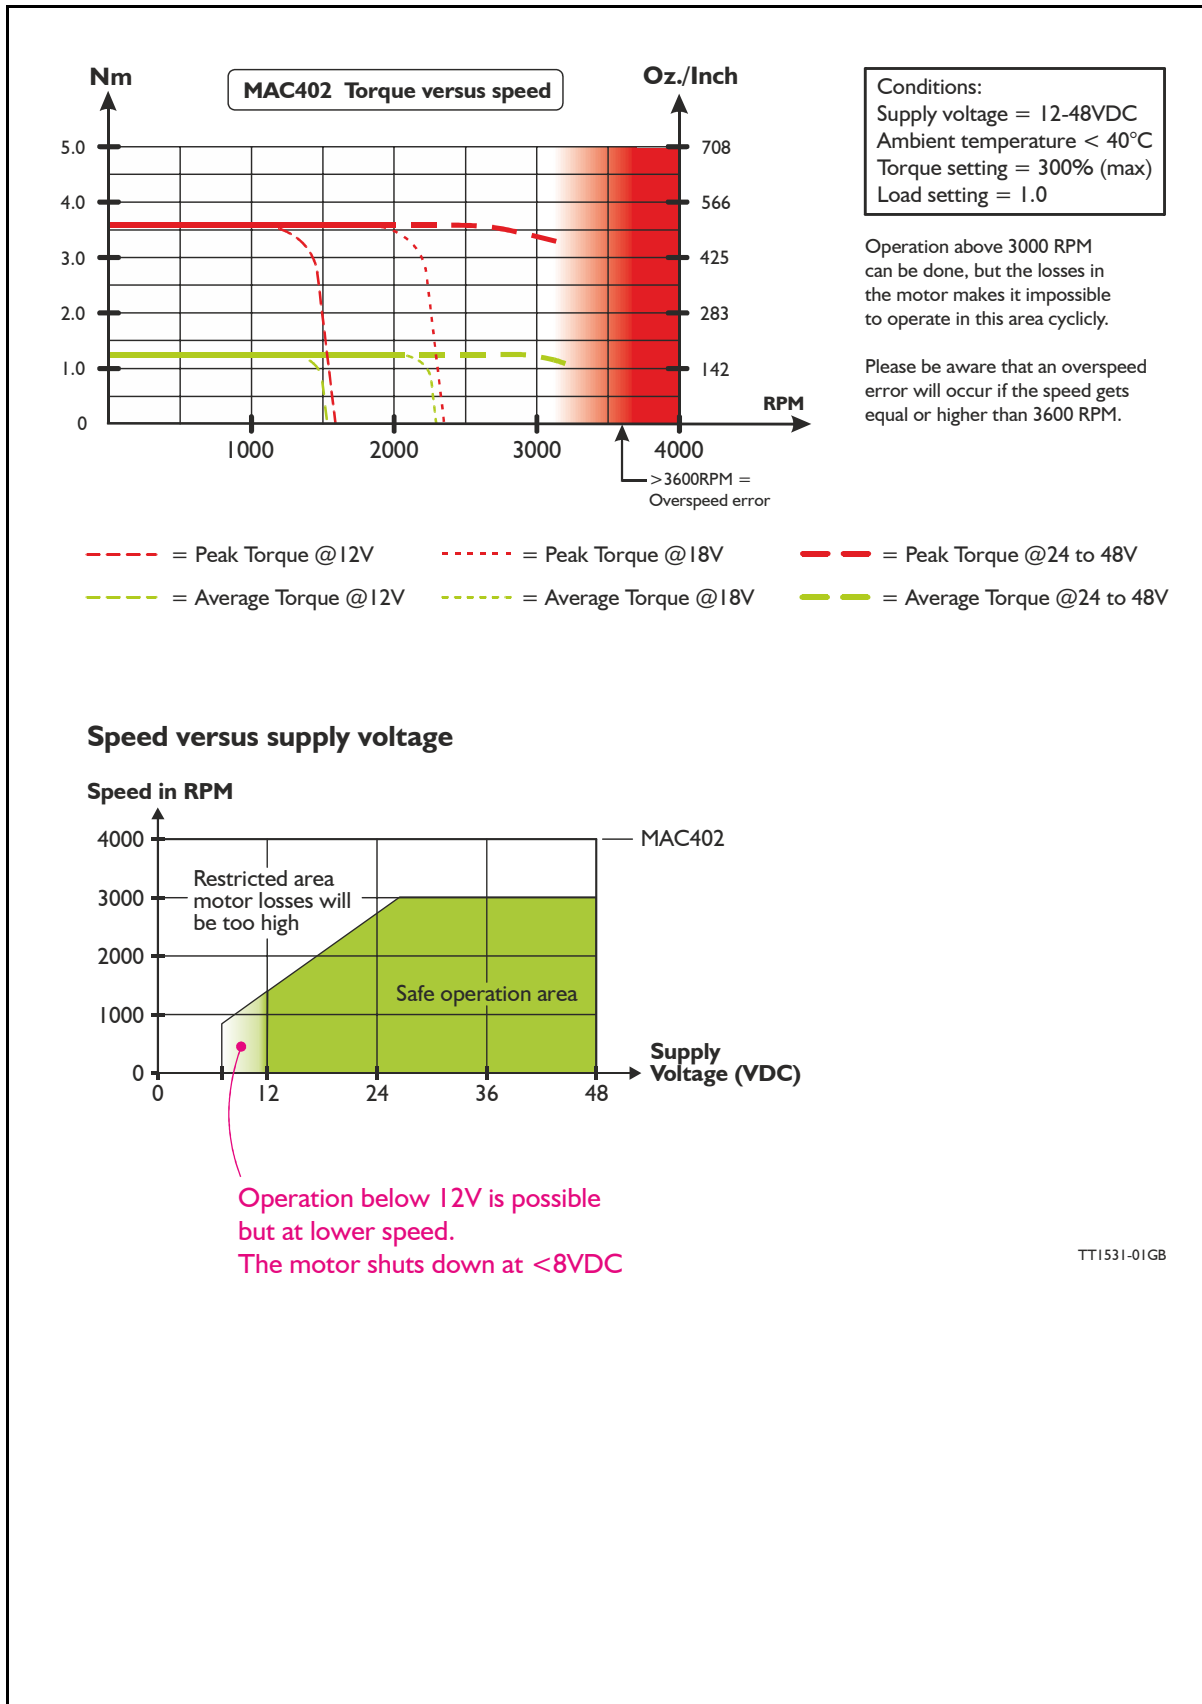 Nm
MAC402 Torque versus speed
Oz./Inch
5.0
4.0
3.0
2.0
1.0
0
708
566
425
283
142
RPM
1000
2000
3000
4000
>3600RPM =
Overspeed error
Conditions:
Supply voltage = 12-48VDC
Ambient temperature < 40°C
Torque setting = 300% (max)
Load setting = 1.0
Operation above 3000 RPM
can be done, but the losses in
the motor makes it impossible
to operate in this area cyclicly.
Please be aware that an overspeed
error will occur if the speed gets
equal or higher than 3600 RPM.
= Peak Torque @12V
= Peak Torque @18V
= Peak Torque @24 to 48V
= Average Torque @12V
= Average Torque @18V
= Average Torque @24 to 48V
Speed versus supply voltage
Speed in RPM
4000
3000
2000
1000
0
MAC402
Restricted area
motor losses will
be too high
Safe operation area
Supply
Voltage (VDC)
0
12
24
36
48
Operation below 12V is possible
but at lower speed.
The motor shuts down at <8VDC
TT1531-01GB